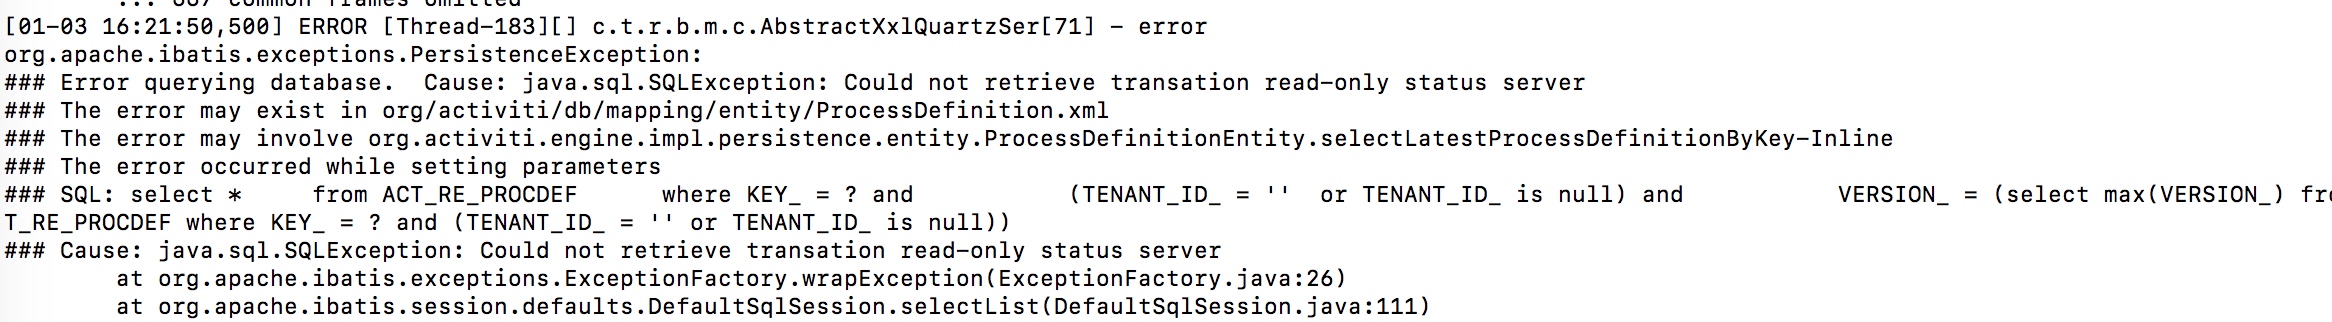 ... 667 common frames omitted
[01-03 16:21:50,500] ERROR [Thread-183][] c.t.r.b.m.c.AbstractXxlQuartzSer[71] - error
org.apache.ibatis.exceptions.PersistenceException:
### Error querying database.  Cause: java.sql.SQLException: Could not retrieve transation read-only status server
### The error may exist in org/activiti/db/mapping/entity/ProcessDefinition.xml
### The error may involve org.activiti.engine.impl.persistence.entity.ProcessDefinitionEntity.selectLatestProcessDefinitionByKey-Inline
### The error occurred while setting parameters
### SQL: select *     from ACT_RE_PROCDEF      where KEY_ = ? and           (TENANT_ID_ = ''  or TENANT_ID_ is null) and           VERSION_ = (select max(VERSION_) fr
T_RE_PROCDEF where KEY_ = ? and (TENANT_ID_ = '' or TENANT_ID_ is null))
### Cause: java.sql.SQLException: Could not retrieve transation read-only status server
at org.apache.ibatis.exceptions.ExceptionFactory.wrapException(ExceptionFactory.java:26)
at org.apache.ibatis.session.defaults.DefaultSqlSession.selectList(DefaultSqlSession.java:111)